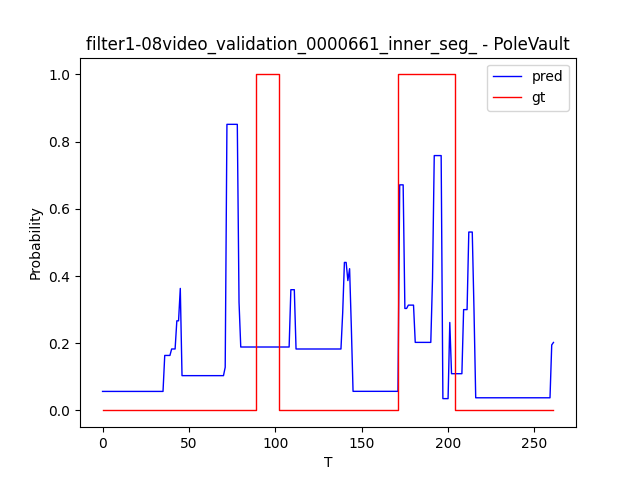 filter1-08video_validation_0000661_inner_seg_ - PoleVault
pred
gt
Probability
1.0
0.8
0.6
0.4
0.2
0.0
0 50 100 150 200 250
T